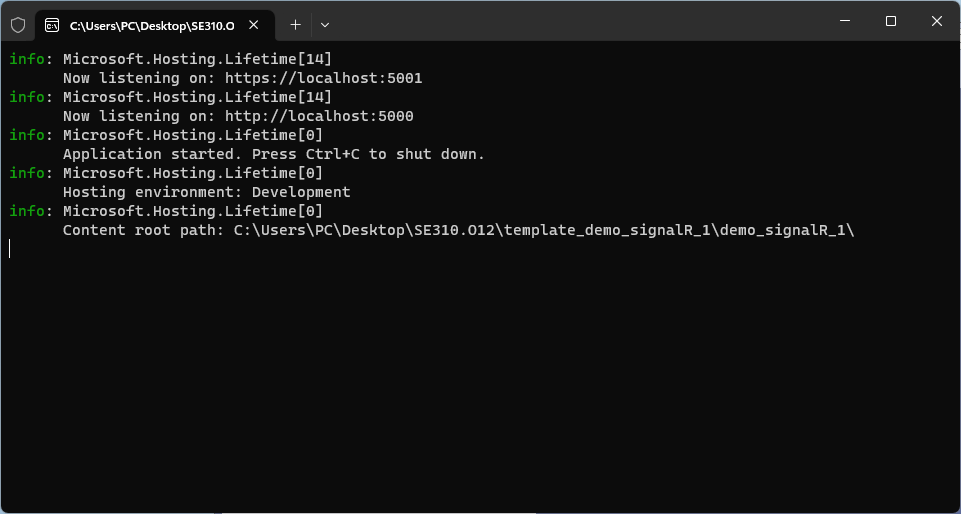 C:\Users\PC\Desktop\SE310.O
info: Microsoft.Hosting.Lifetime[14]
Now listening on: https://localhost:5001
info: Microsoft.Hosting.Lifetime[14]
Now listening on: http://localhost:5000
info: Microsoft.Hosting.Lifetime[0]
Application started. Press Ctrl+C to shut down.
info: Microsoft.Hosting.Lifetime[0]
Hosting environment: Development
info: Microsoft.Hosting.Lifetime[0]
Content root path: C:\Users\PC\Desktop\SE310.O12\template_demo_signalR_1\demo_signalR_1\